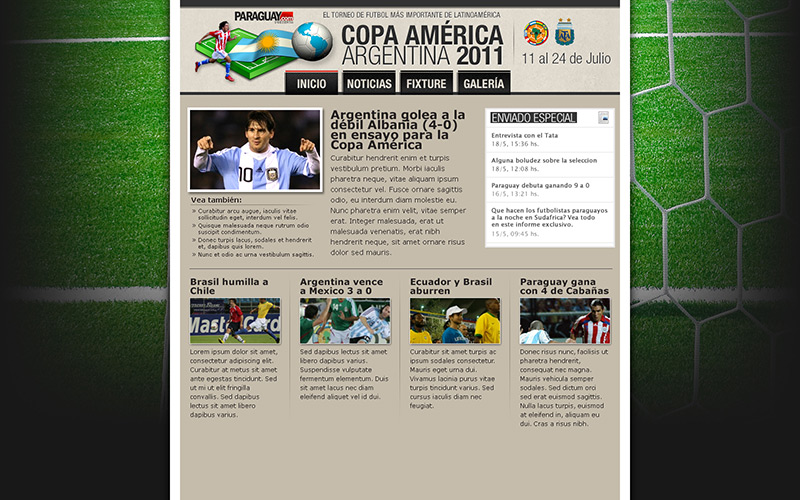 PARAGUAY
EL TORNEO DE FUTBOL MÁS IMPORTANTE DE LATINOAMÉRICA
COPA AMÉRICA
ARGENTINA 2011
11 al 24 de Julio
INICIO
NOTICIAS
FIXTURE
GALERÍA
10
Vea también:
» Curabitur arcu augue, iaculis vitae
sollicitudin eget, interdum vel felis.
» Quisque malesuada neque rutrum odio
suscipit condimentum.
» Donec turpis lacus, sodales et hendrerit
et, dapibus quis lorem.
» Nunc et odio ac urna vestibulum sagittis.
Argentina golea a la
débil Albania (4-0)
en ensayo para la
Copa América
Curabitur hendrerit enim et turpis
vestibulum pretium. Morbi iaculis
pharetra neque, vitae aliquam ipsum
consectetur vel. Fusce ornare sagittis
odio, eu interdum diam molestie eu.
Nunc pharetra enim velit, vitae semper
erat. Integer malesuada, erat ut
malesuada venenatis, erat nibh
hendrerit neque, sit amet ornare risus
dolor sed mauris.
ENVIADO ESPECIAL
Entrevista con el Tata
18/5, 15:36 hs.
Alguna boludez sobre la seleccion
18/5, 12:08 hs.
Paraguay debuta ganando 9 a 0
16/5, 13:21 hs.
Que hacen los futbolistas paraguayos
a la noche en Sudafrica? Vea todo
en este informe exclusivo.
15/5, 09:45 hs.
Brasil humilla a
Chile
MasterCard
Lorem ipsum dolor sit amet,
consectetur adipiscing elit.
Curabitur at metus sit amet
ante egestas tincidunt. Sed
ut mi ut elit fringilla
convallis. Sed dapibus
lectus sit amet libero
dapibus varius.
Argentina vence
a Mexico 3 a 0
Sed dapibus lectus sit amet
libero dapibus varius.
Suspendisse vulputate
fermentum elementum. Duis
sit amet lacus nec diam
eleifend aliquet vel id dui.
Ecuador y Brasil
aburren
Curabitur sit amet turpis ac
ipsum sodales consectetur.
Mauris eget urna dui.
Vivamus lacinia purus vitae
turpis tincidunt varius. Sed
cursus iaculis diam nec
feugiat.
Paraguay gana
con 4 de Cabañas
Donec risus nunc, facilisis ut
pharetra hendrerit,
consequat nec magna.
Mauris vehicula semper
sodales. Sed dictum orci
sed erat euismod sagittis.
Nulla lacus turpis, euismod
at eleifend in, aliquam eu
dui. Cras a risus nibh.